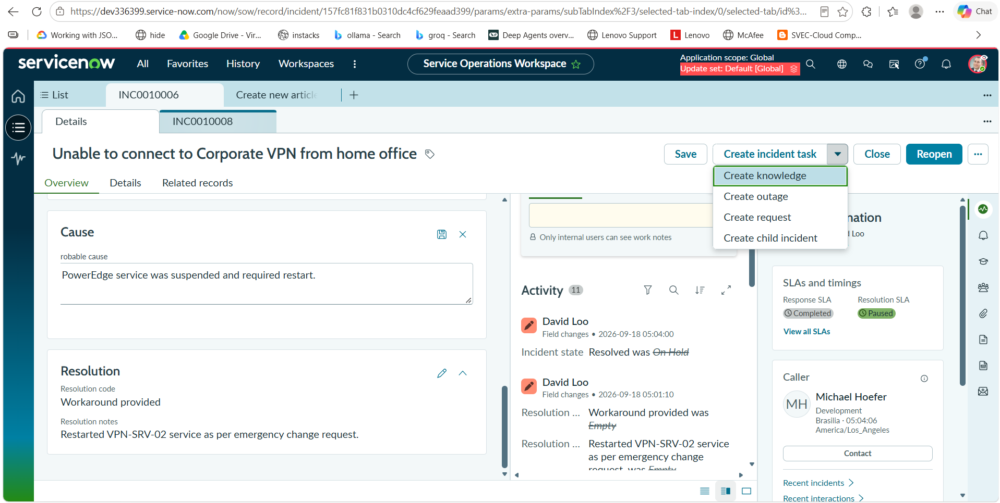 https://dev336399.service-now.com/now/sow/record/incident/157fc81f831b0310dc4cf629feaad399/params/extra-params/subTabIndex%2F3/selected-tab-index/0/selected-tab/id%3...
Chat
Working with JSO...
hide
Google Drive - Vir...
instacks
ollama - Search
groq - Search
Deep Agents overv...
Lenovo Support
L Lenovo
McAfee
SVEC-Cloud Comp...
servicenow
All
Favorites
History
Workspaces
Service Operations Workspace
Application scope: Global
Update set: Default [Global]
List
INC0010006
Create new article
Details
INC0010008
Unable to connect to Corporate VPN from home office
Save
Create incident task
Close
Reopen
Create knowledge
Create outage
Create request
Create child incident
Overview
Details
Related records
Cause
robable cause
PowerEdge service was suspended and required restart.
Resolution
Resolution code
Workaround provided
Resolution notes
Restarted VPN-SRV-02 service as per emergency change request.
Only internal users can see work notes
Activity 11
David Loo
Field changes • 2026-09-18 05:04:00
Incident state Resolved was On Hold
David Loo
Field changes • 2026-09-18 05:01:10
Resolution ... Workaround provided was
Empty
Resolution ... Restarted VPN-SRV-02 service
as per emergency change
request. was Empty
nation
Loo
SLAs and timings
Response SLA
Completed
Resolution SLA
Paused
View all SLAs
Caller
MH
Michael Hoefer
Development
Brasilia · 05:04:06
America/Los_Angeles
Contact
Recent incidents
Recent interactions